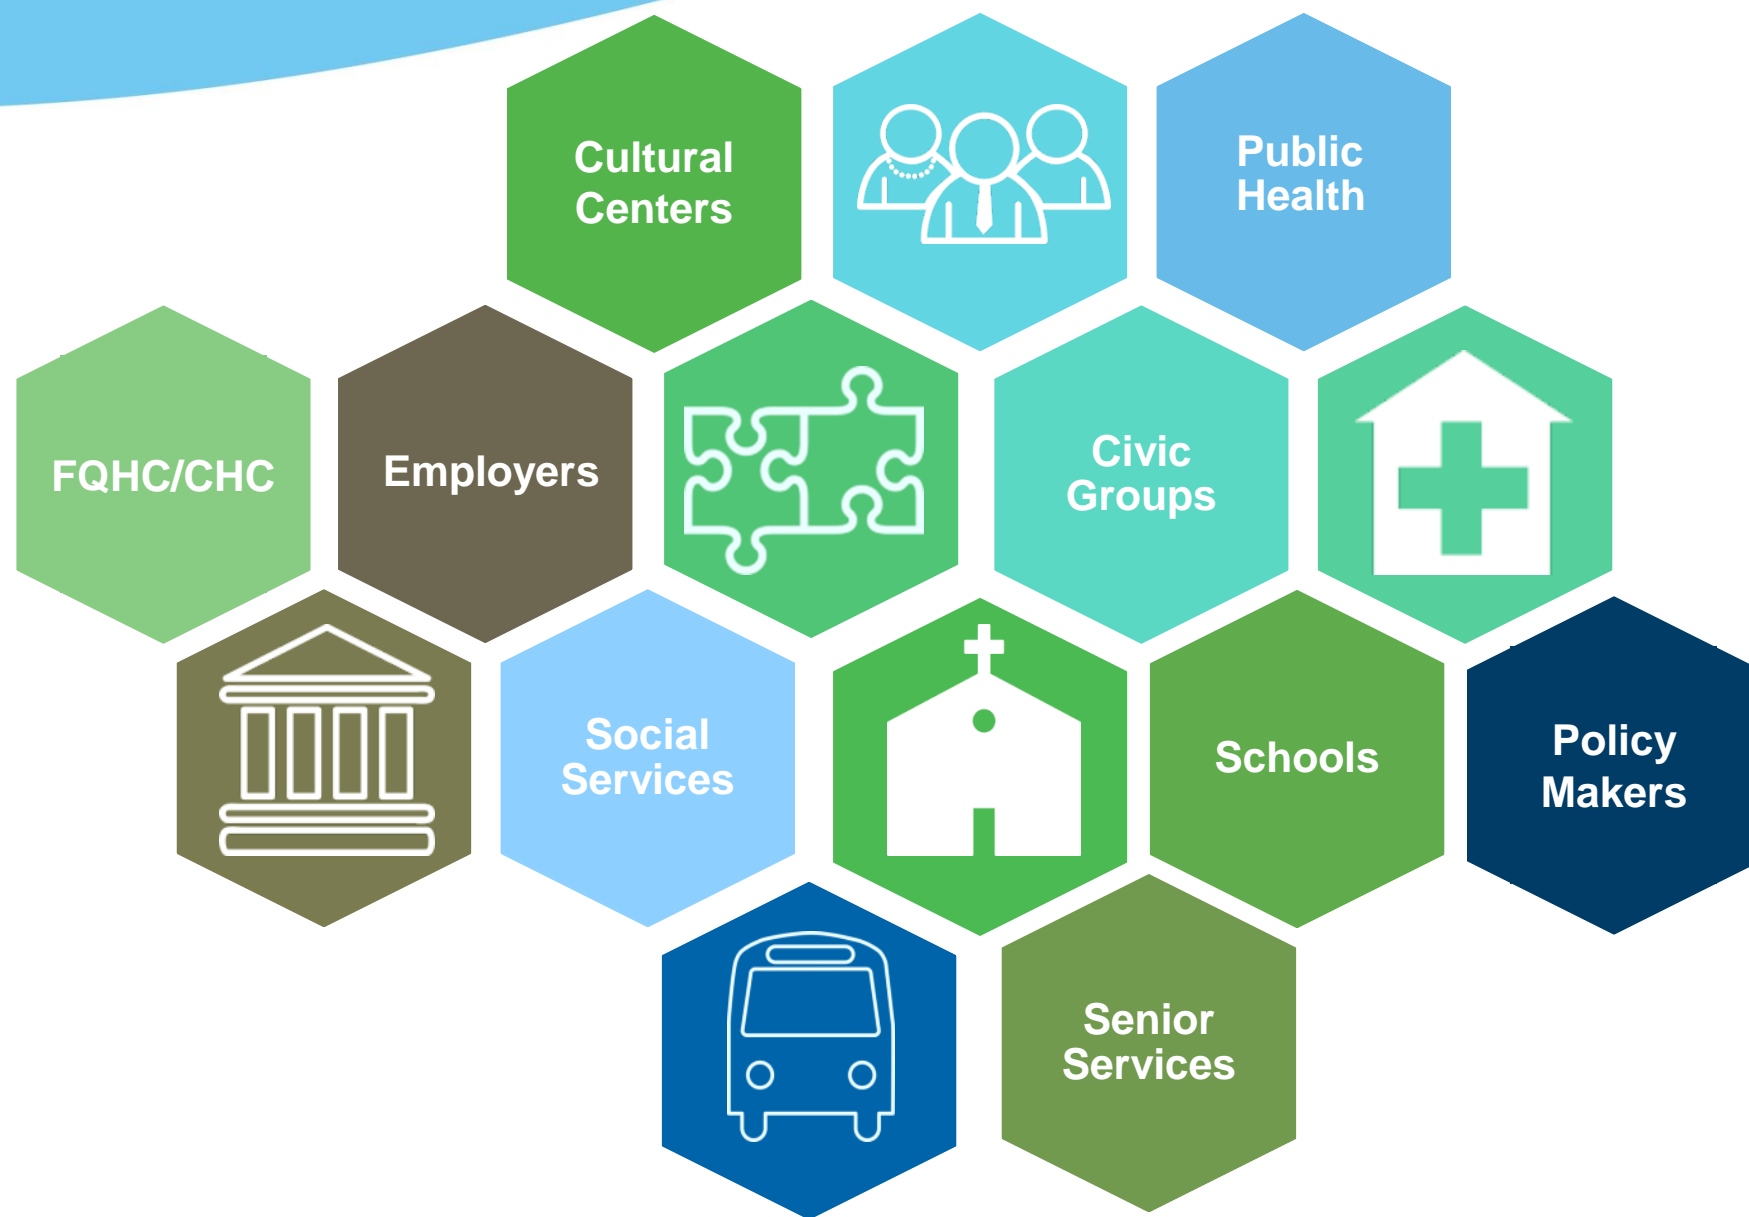 Cultural
Centers
Public
Health
FQHC/CHC
Employers
Civic
Groups
Social
Services
Schools
Policy
Makers
Senior
Services